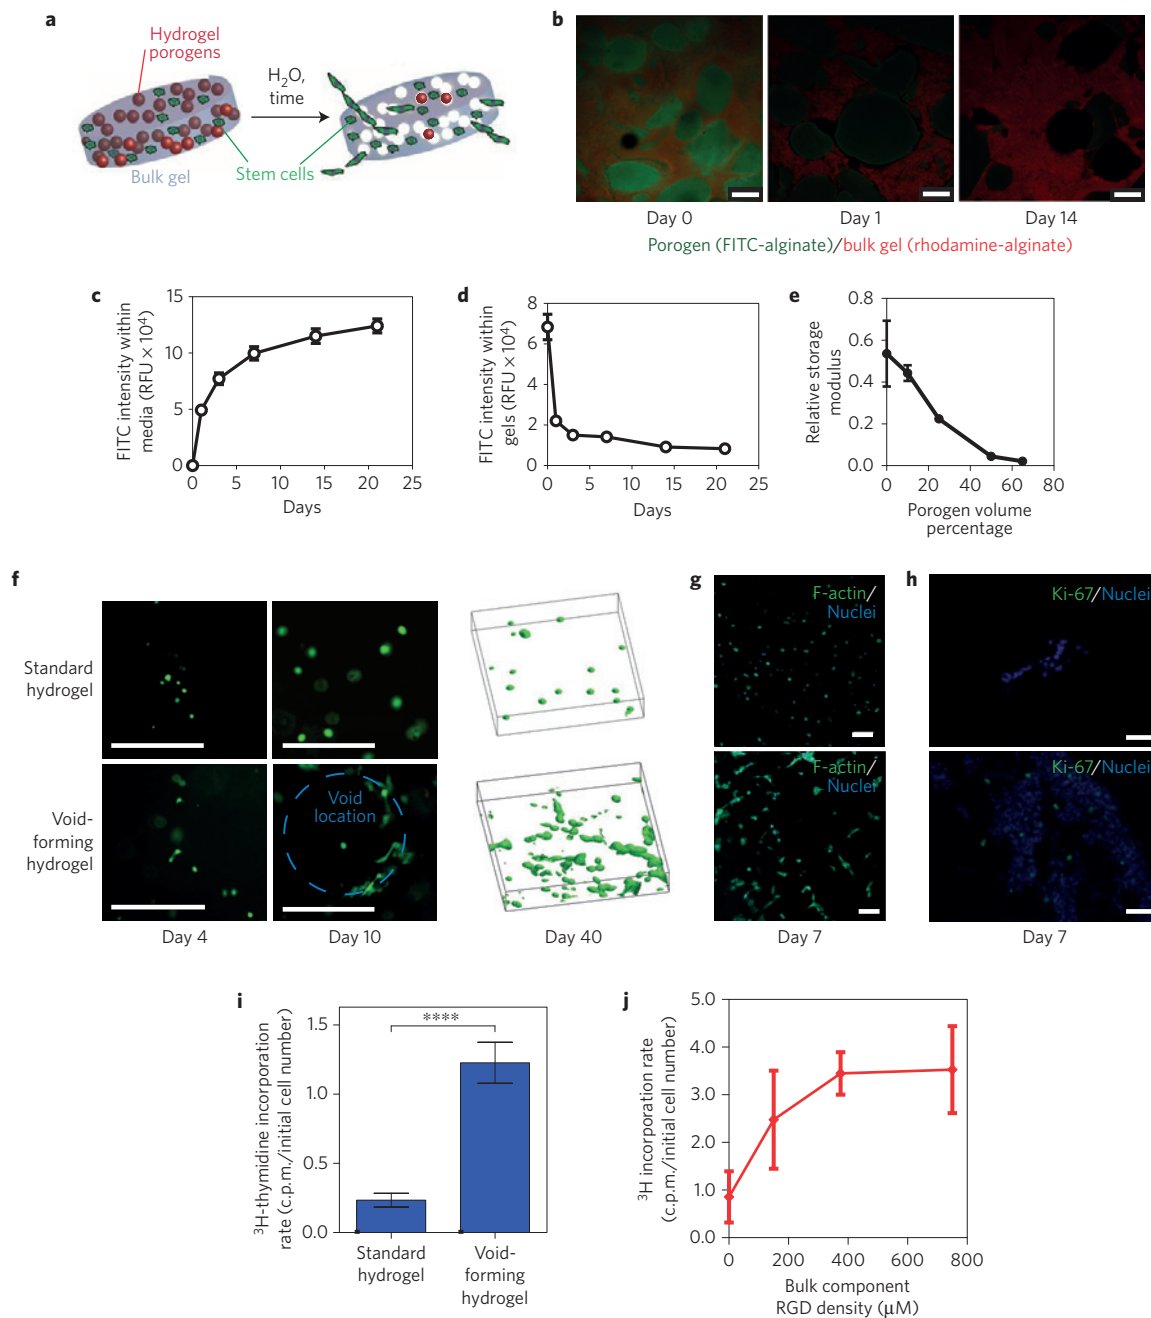 a
Hydrogel
porogens
H2O,
time
Bulk gel
Stem cells
b
Day 0
Day 1
Day 14
Porogen (FITC-alginate)/bulk gel (rhodamine-alginate)
c
FITC intensity within
media (RFU × 10⁴)
15
10
5
0
0 5 10 15 20 25
Days
d
FITC intensity within
gels (RFU × 10⁴)
8
6
4
2
0
0 5 10 15 20 25
Days
e
Relative storage
modulus
0.8
0.6
0.4
0.2
0.0
0 20 40 60 80
Porogen volume
percentage
f
Standard
hydrogel
Void-
forming
hydrogel
Void
location
Day 4
Day 10
Day 40
g
F-actin/
Nuclei
F-actin/
Nuclei
Day 7
h
Ki-67/Nuclei
Ki-67/Nuclei
Day 7
i
³H-thymidine incorporation
rate (c.p.m./initial cell number)
1.5
1.0
0.5
0.0
****
Standard
hydrogel
Void-
forming
hydrogel
j
³H incorporation rate
(c.p.m./initial cell number)
5.0
4.0
3.0
2.0
1.0
0.0
0 200 400 600 800
Bulk component
RGD density (μM)